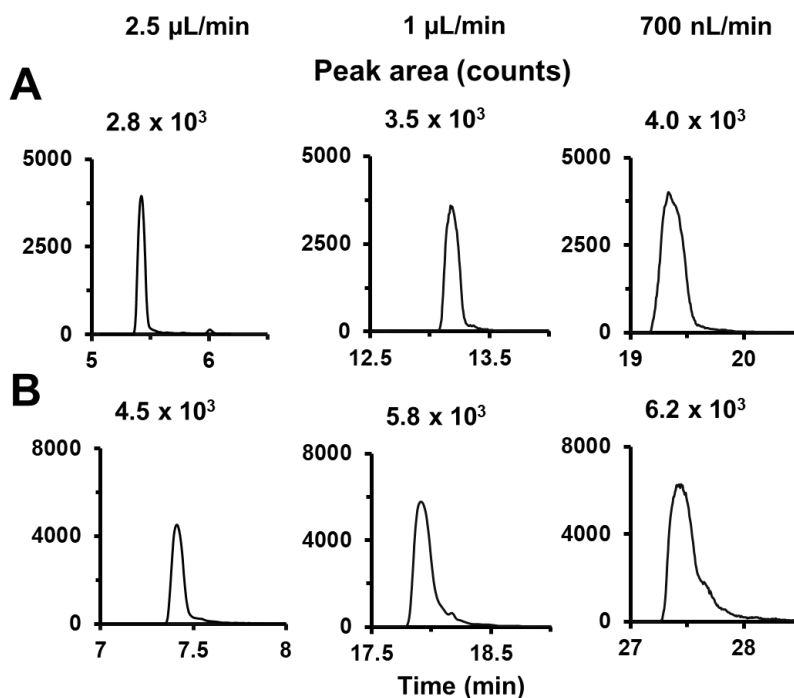 2.5 µL/min 1 µL/min 700 nL/min
Peak area (counts)
A
2.8 x 10³ 3.5 x 10³ 4.0 x 10³
5000 5000 5000
2500 2500 2500
0 0 0
5 6 12.5 13.5 19 20
B
4.5 x 10³ 5.8 x 10³ 6.2 x 10³
8000 8000 8000
4000 4000 4000
0 0 0
7 7.5 8 17.5 18.5 27 28
Time (min)